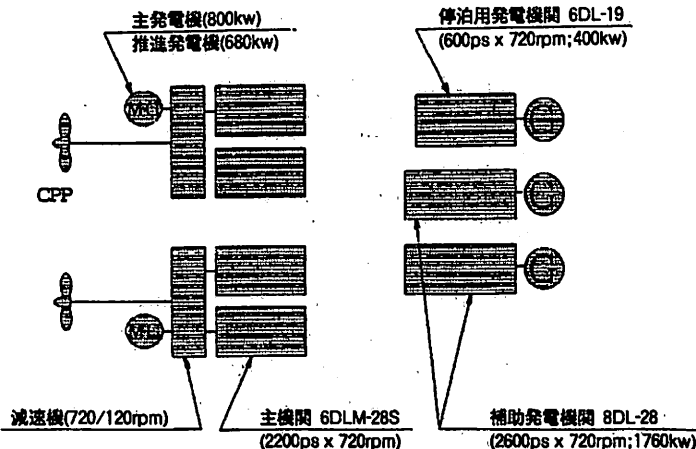 主発電機(800kw)
推進発電機(680kw)
停泊用発電機関 6DL-19
(600ps x 720rpm;400kw)
M/G
G
CPP
G
G
M/G
減速機(720/120rpm)
主機関 6DLM-28S
(2200ps x 720rpm)
補助発電機関 8DL-28
(2600ps x 720rpm;1760kw)